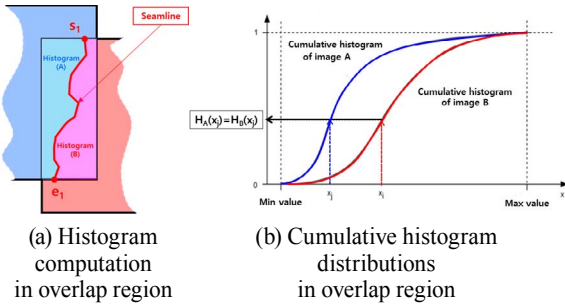 Seamline
s1
Histogram
(A)
Histogram
(B)
e1
(a) Histogram
computation
in overlap region
1
Cumulative histogram
of image A
Cumulative histogram
of image B
HA(xj)=HB(xj)
0
Min value
xj
xi
Max value
x
(b) Cumulative histogram
distributions
in overlap region